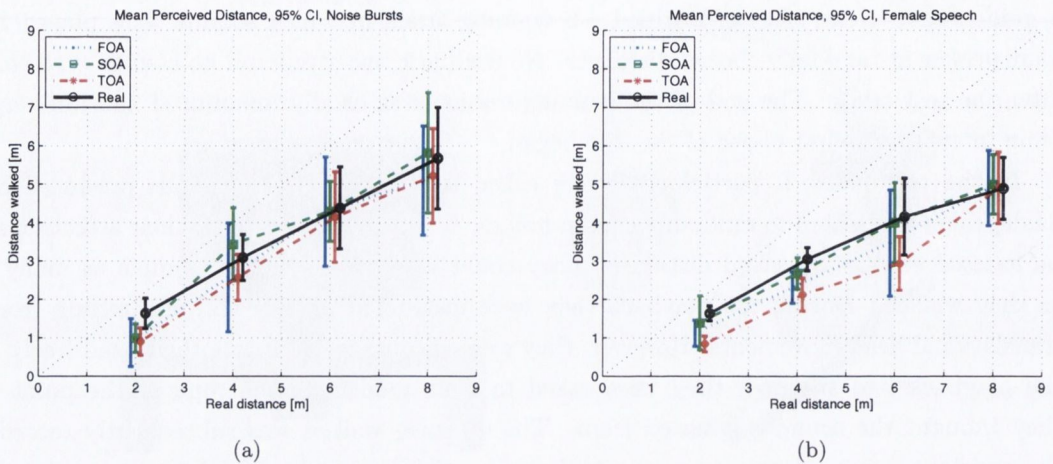 Mean Perceived Distance, 95% CI, Noise Bursts
9
8
7
6
5
4
3
2
1
0
Distance walked [m]
FOA
SOA
TOA
Real
0 1 2 3 4 5 6 7 8 9
Real distance [m]
(a)
Mean Perceived Distance, 95% CI, Female Speech
9
8
7
6
5
4
3
2
1
0
Distance walked [m]
FOA
SOA
TOA
Real
0 1 2 3 4 5 6 7 8 9
Real distance [m]
(b)